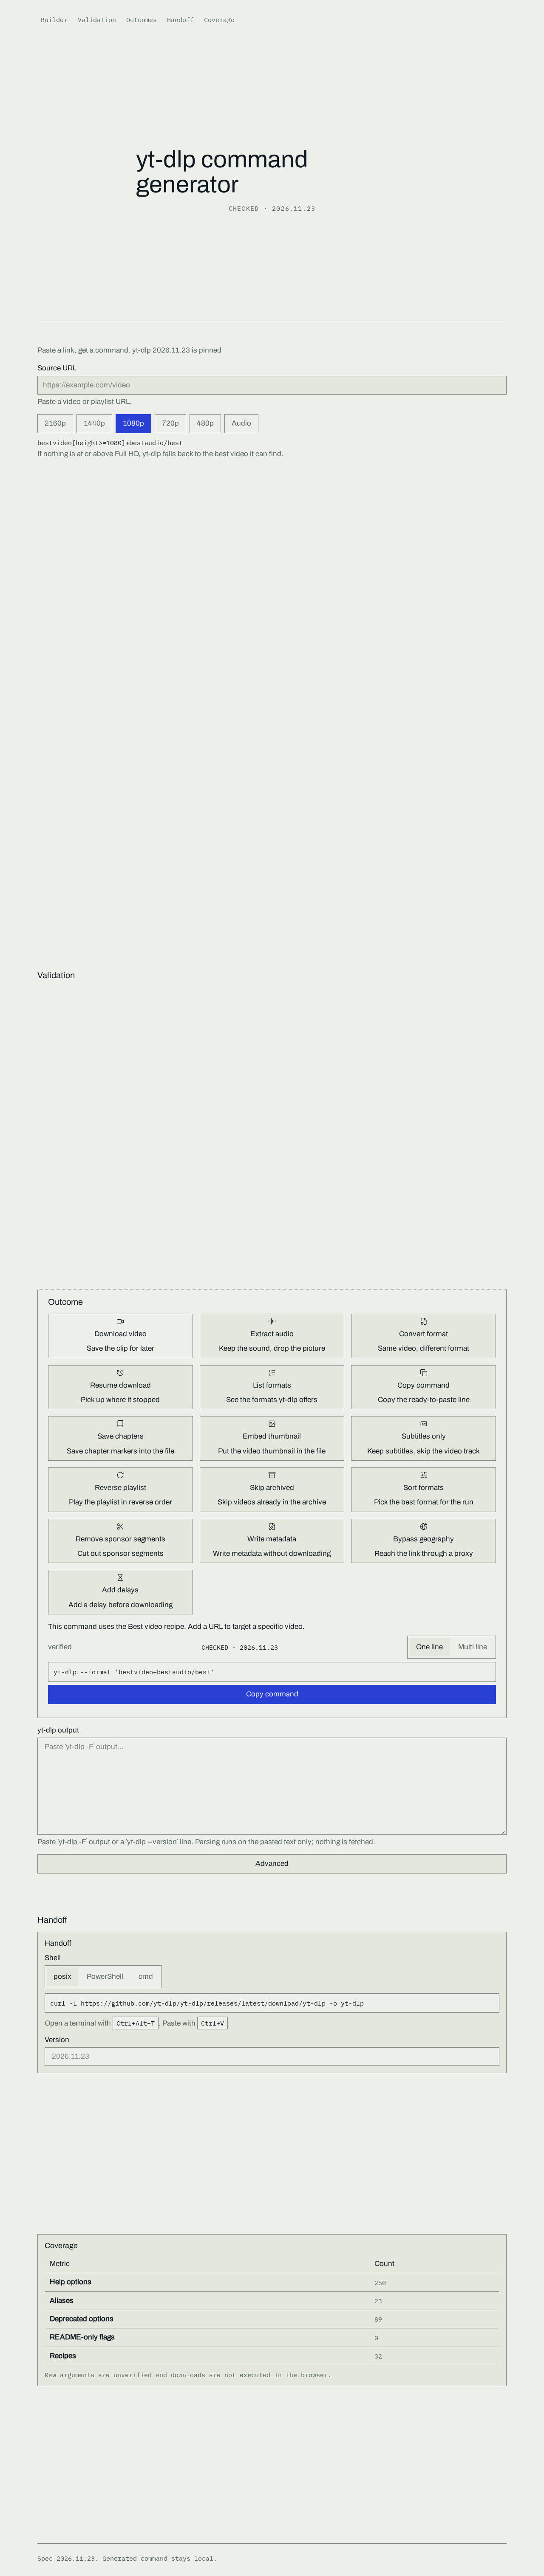 Builder Validation Outcomes Handoff Coverage
yt-dlp command
generator
CHECKED · 2026.11.23
Paste a link, get a command. yt-dlp 2026.11.23 is pinned
Source URL
https://example.com/video
Paste a video or playlist URL.
2160p 1440p 1080p 720p 480p Audio
bestvideo[height>=1080]+bestaudio/best
If nothing is at or above Full HD, yt-dlp falls back to the best video it can find.
Validation
Outcome
Download video
Save the clip for later
Extract audio
Keep the sound, drop the picture
Convert format
Same video, different format
Resume download
Pick up where it stopped
List formats
See the formats yt-dlp offers
Copy command
Copy the ready-to-paste line
Save chapters
Save chapter markers into the file
Embed thumbnail
Put the video thumbnail in the file
Subtitles only
Keep subtitles, skip the video track
Reverse playlist
Play the playlist in reverse order
Skip archived
Skip videos already in the archive
Sort formats
Pick the best format for the run
Remove sponsor segments
Cut out sponsor segments
Write metadata
Write metadata without downloading
Bypass geography
Reach the link through a proxy
Add delays
Add a delay before downloading
This command uses the Best video recipe. Add a URL to target a specific video.
verified CHECKED · 2026.11.23 One line Multi line
yt-dlp --format 'bestvideo+bestaudio/best'
Copy command
yt-dlp output
Paste `yt-dlp -F` output...
Paste `yt-dlp -F` output or a `yt-dlp --version` line. Parsing runs on the pasted text only; nothing is fetched.
Advanced
Handoff
Handoff
Shell
posix PowerShell cmd
curl -L https://github.com/yt-dlp/yt-dlp/releases/latest/download/yt-dlp -o yt-dlp
Open a terminal with Ctrl+Alt+T. Paste with Ctrl+V.
Version
2026.11.23
Coverage
Metric Count
Help options 250
Aliases 23
Deprecated options 89
README-only flags 0
Recipes 32
Raw arguments are unverified and downloads are not executed in the browser.
Spec 2026.11.23. Generated command stays local.